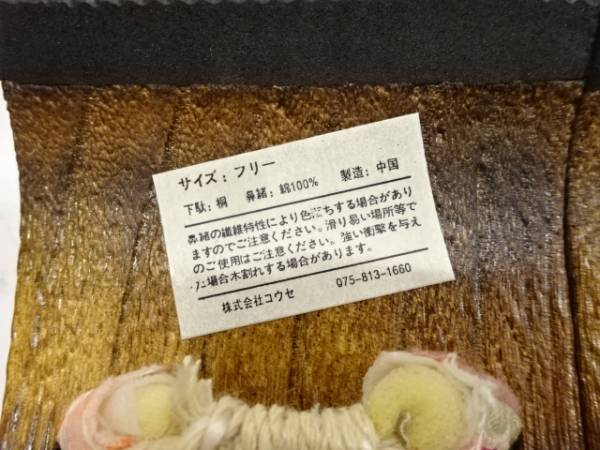 サイズ：フリー
下駄：桐 鼻緒：綿100% 製造：中国
鼻緒の繊維特性により色落ちする場合があり
ますのでご注意ください。滑り易い場所等で
のご使用はご注意ください。強い衝撃を与え
た場合木割れする場合があります。
株式会社コウセ 075-813-1660